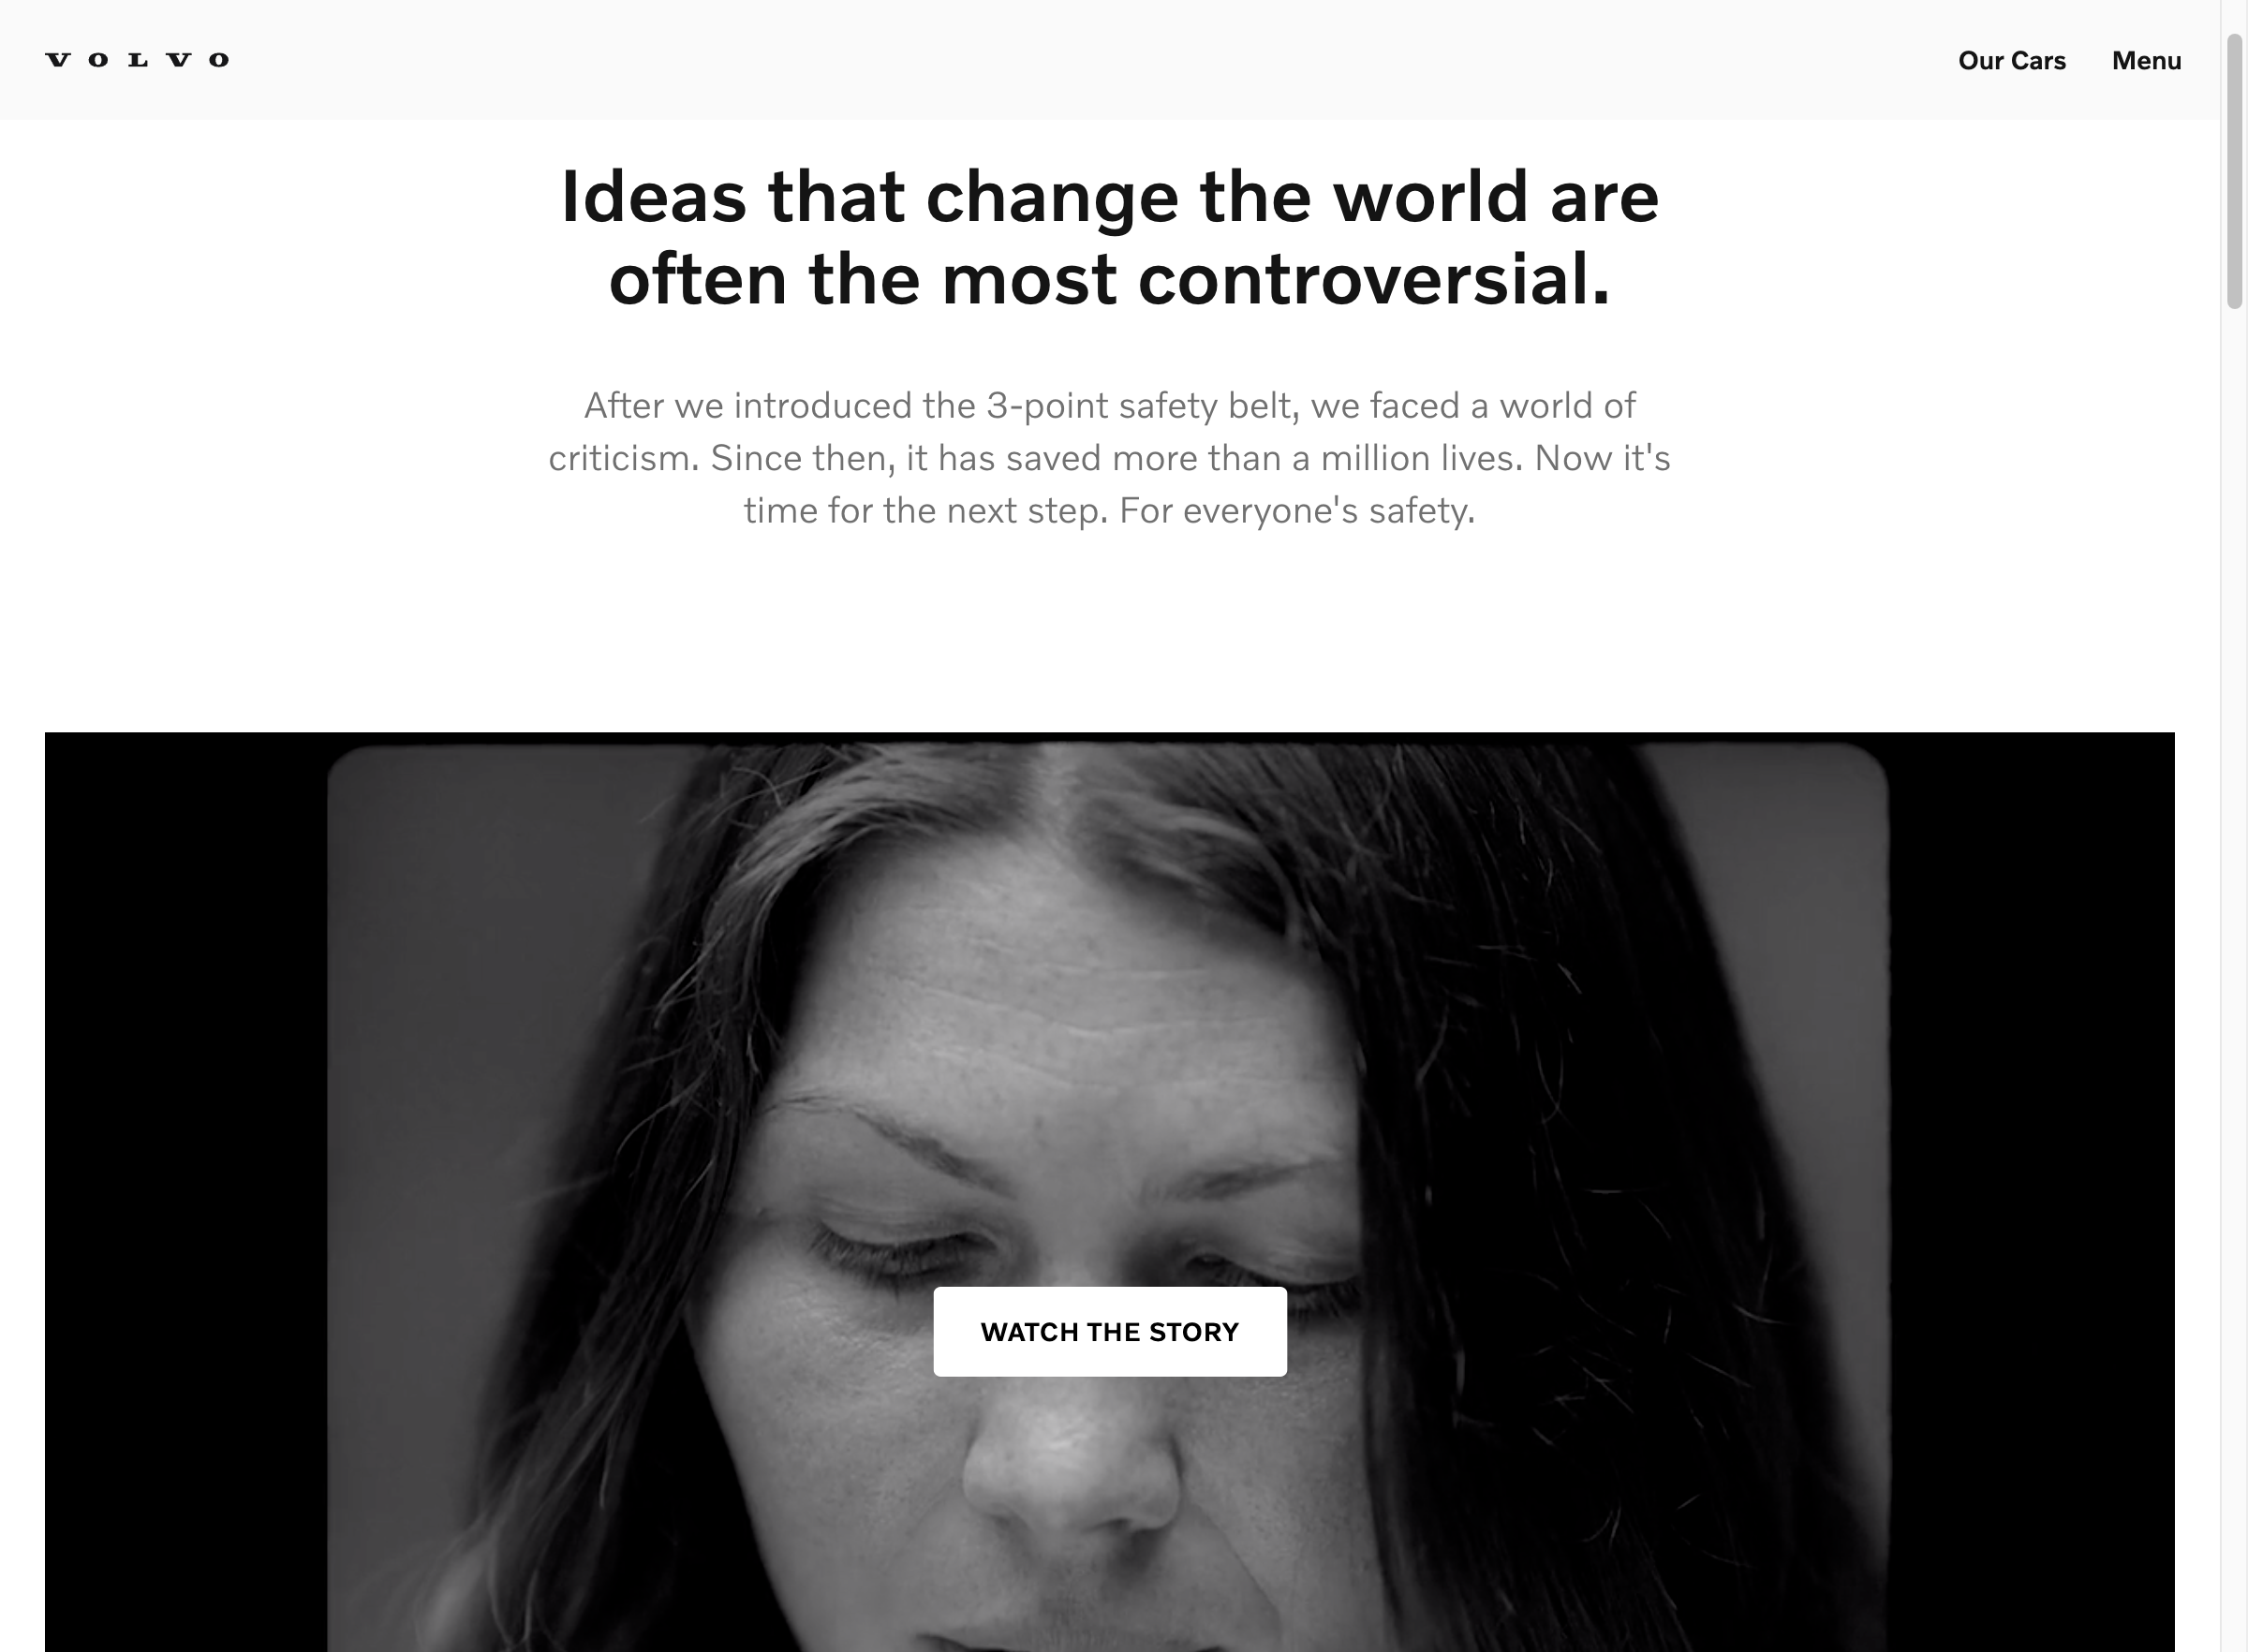 VOLVO
Our Cars
Menu
Ideas that change the world are
often the most controversial.
After we introduced the 3-point safety belt, we faced a world of
criticism. Since then, it has saved more than a million lives. Now it's
time for the next step. For everyone's safety.
WATCH THE STORY